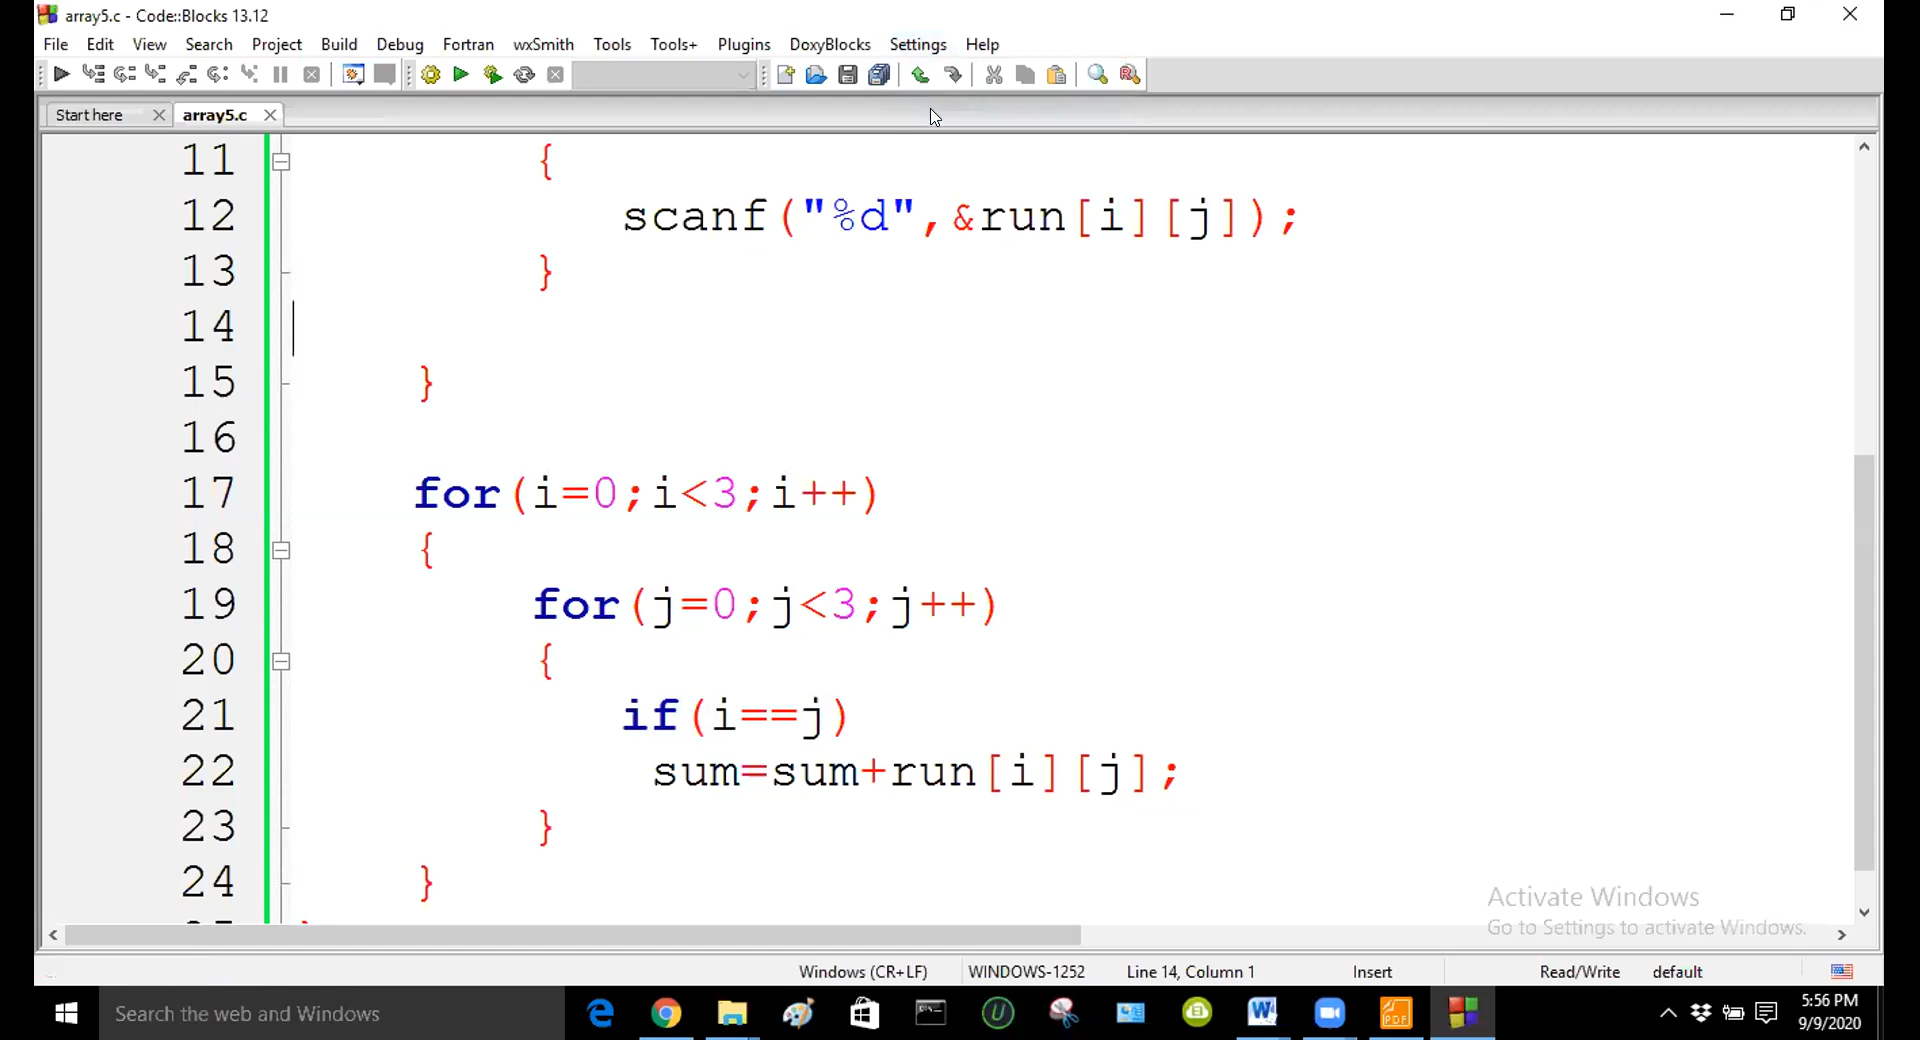 array5.c - Code::Blocks 13.12
File Edit View Search Project Build Debug Fortran wxSmith Tools Tools+ Plugins DoxyBlocks Settings Help
Start here array5.c
11 {
12 scanf("%d",&run[i][j]);
13 }
14
15 }
16
17 for(i=0;i<3;i++)
18 {
19 for(j=0;j<3;j++)
20 {
21 if(i==j)
22 sum=sum+run[i][j];
23 }
24 }
Activate Windows
Go to Settings to activate Windows.
Windows (CR+LF) WINDOWS-1252 Line 14, Column 1 Insert Read/Write default
Search the web and Windows
5:56 PM
9/9/2020